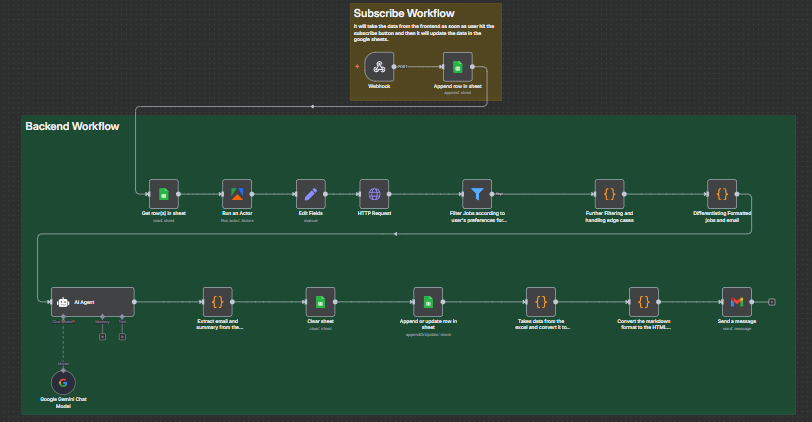 Subscribe Workflow
It will take the data from the frontend as soon as user hit the
subscribe button and then it will update the data in the
google sheets.
POST
Webhook
Append row in sheet
append: sheet
Backend Workflow
Get row(s) in sheet
read: sheet
Run an Actor
Run actor: Actors
Edit Fields
manual
HTTP Request
Filter Jobs according to
user's preferences for...
Further Filtering and
handling edge cases
Differentiating Formatted
jobs and email
AI Agent
Chat Model*
Memory
Tool
Extract email and
summary from the...
Clear sheet
clear: sheet
Append or update row in
sheet
appendOrUpdate: sheet
Takes data from the
excel and convert it to...
Convert the markdown
format to the HTML...
Send a message
send: message
Model
Google Gemini Chat
Model